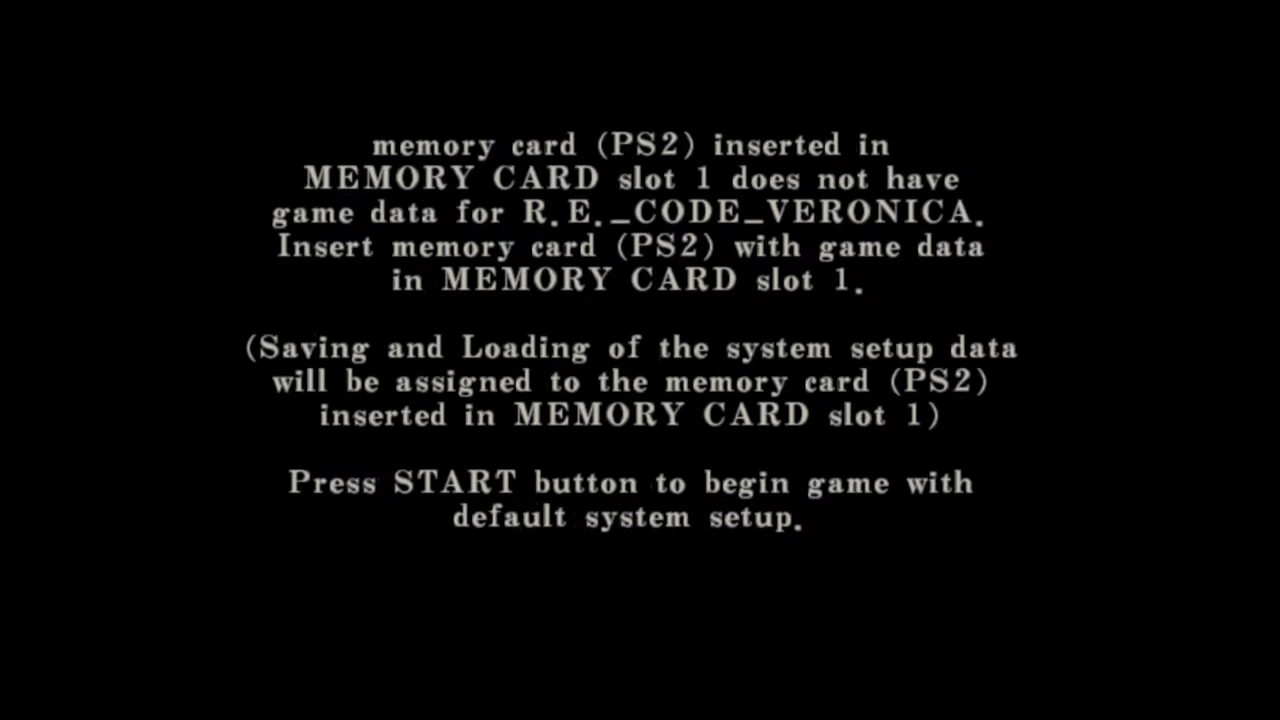 memory card (PS2) inserted in
MEMORY CARD slot 1 does not have
game data for R.E._CODE_VERONICA.
Insert memory card (PS2) with game data
in MEMORY CARD slot 1.
(Saving and Loading of the system setup data
will be assigned to the memory card (PS2)
inserted in MEMORY CARD slot 1)
Press START button to begin game with
default system setup.